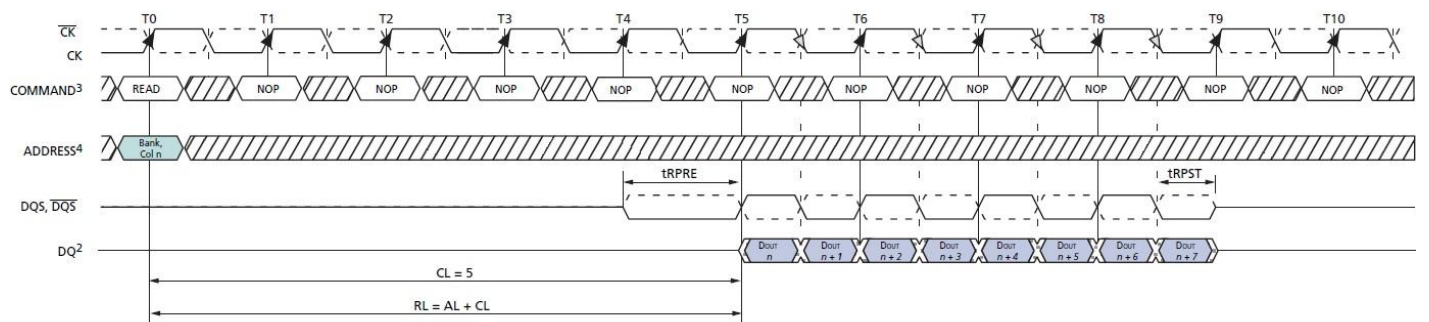 T0 T1 T2 T3 T4 T5 T6 T7 T8 T9 T10
CK
CK
COMMAND3 READ NOP NOP NOP NOP NOP NOP NOP NOP NOP NOP
ADDRESS4 Bank,
Col n
tRPRE tRPST
DQS, DQS
DQ2 DOUT n DOUT n + 1 DOUT n + 2 DOUT n + 3 DOUT n + 4 DOUT n + 5 DOUT n + 6 DOUT n + 7
CL = 5
RL = AL + CL